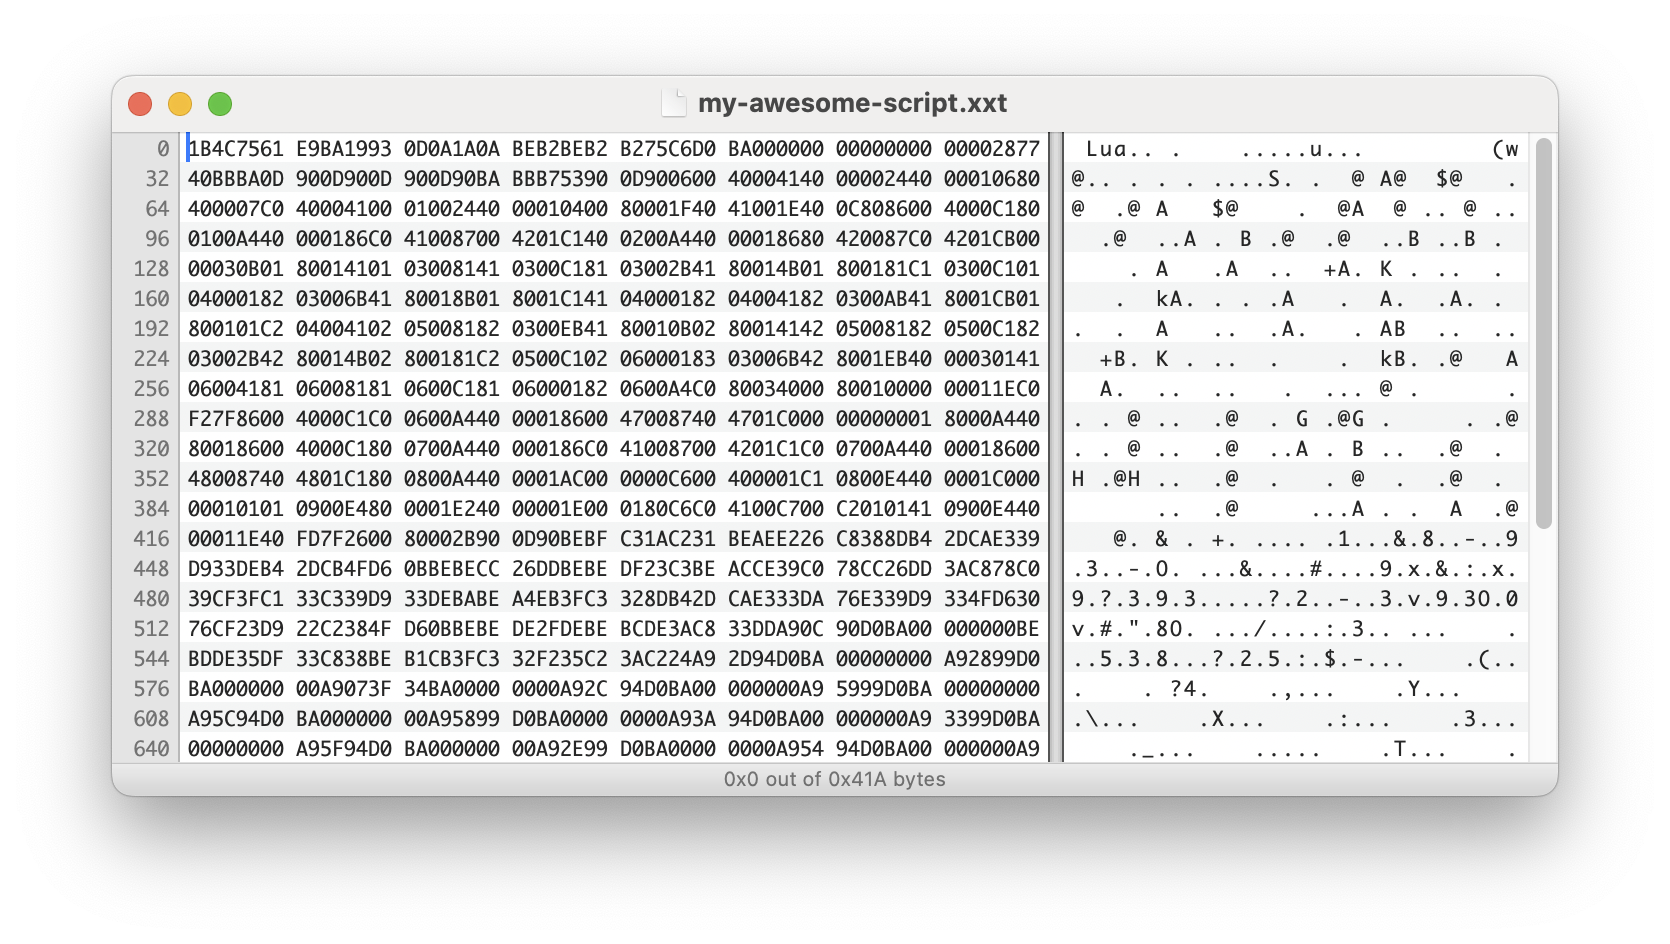 my-awesome-script.xxt
0 1B4C7561 E9BA1993 0D0A1A0A BEB2BEB2 B275C6D0 BA000000 00000000 00002877 Lua.. . .....u... (w
32 40BBBA0D 900D900D 900D90BA BBB75390 0D900600 40004140 00002440 00010680 @.. . . . ....S. . @ A@ $@ .
64 400007C0 40004100 01002440 00010400 80001F40 41001E40 0C808600 4000C180 @ .@ A $@ . @A @ .. @ ..
96 0100A440 000186C0 41008700 4201C140 0200A440 00018680 420087C0 4201CB00 .@ ..A . B .@ .@ ..B ..B .
128 00030B01 80014101 03008141 0300C181 03002B41 80014B01 800181C1 0300C101 . A .A .. +A. K . .. .
160 04000182 03006B41 80018B01 8001C141 04000182 04004182 0300AB41 8001CB01 . kA. . . .A . A. .A. .
192 800101C2 04004102 05008182 0300EB41 80010B02 80014142 05008182 0500C182 . . A .. .A. . AB .. ..
224 03002B42 80014B02 800181C2 0500C102 06000183 03006B42 8001EB40 00030141 +B. K . .. . . kB. .@ A
256 06004181 06008181 0600C181 06000182 0600A4C0 80034000 80010000 00011EC0 A. .. .. . ... @ . .
288 F27F8600 4000C1C0 0600A440 00018600 47008740 4701C000 00000001 8000A440 . . @ .. .@ . G .@G . . .@
320 80018600 4000C180 0700A440 000186C0 41008700 4201C1C0 0700A440 00018600 . . @ .. .@ ..A . B .. .@ .
352 48008740 4801C180 0800A440 0001AC00 0000C600 400001C1 0800E440 0001C000 H .@H .. .@ . . @ . .@ .
384 00010101 0900E480 0001E240 00001E00 0180C6C0 4100C700 C2010141 0900E440 .. .@ ...A . . A .@
416 00011E40 FD7F2600 80002B90 0D90BEBF C31AC231 BEAEE226 C8388DB4 2DCAE339 @. & . +. .... .1...&.8..-..9
448 D933DEB4 2DCB4FD6 0BBEBECC 26DDBEBE DF23C3BE ACCE39C0 78CC26DD 3AC878C0 .3..-.O. ...&....#....9.x.&.:.x.
480 39CF3FC1 33C339D9 33DEBABE A4EB3FC3 328DB42D CAE333DA 76E339D9 334FD630 9.?.3.9.3.....?.2..-..3.v.9.3O.0
512 76CF23D9 22C2384F D60BBEBE DE2FDEBE BCDE3AC8 33DDA90C 90D0BA00 000000BE v.#.".8O. .../....:.3.. ... .
544 BDDE35DF 33C838BE B1CB3FC3 32F235C2 3AC224A9 2D94D0BA 00000000 A92899D0 ..5.3.8...?.2.5.:.$.-... .(..
576 BA000000 00A9073F 34BA0000 0000A92C 94D0BA00 000000A9 5999D0BA 00000000 . . ?4. .,... .Y...
608 A95C94D0 BA000000 00A95899 D0BA0000 0000A93A 94D0BA00 000000A9 3399D0BA .\... .X... .:... .3...
640 00000000 A95F94D0 BA000000 00A92E99 D0BA0000 0000A954 94D0BA00 000000A9 ._... ..... .T... .
0x0 out of 0x41A bytes